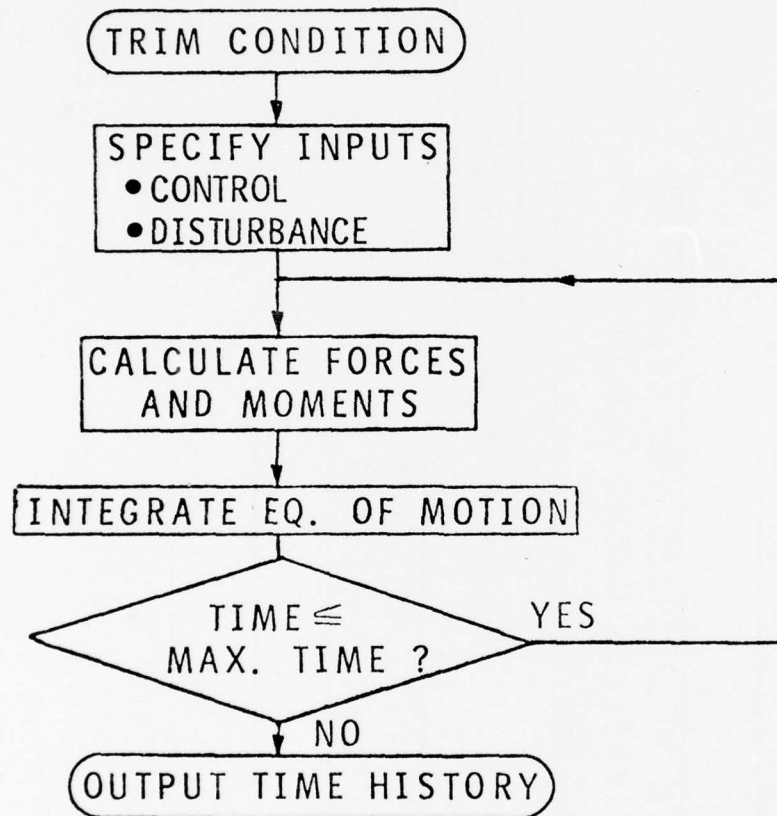 TRIM CONDITION
SPECIFY INPUTS
• CONTROL
• DISTURBANCE
CALCULATE FORCES
AND MOMENTS
INTEGRATE EQ. OF MOTION
TIME ≦
MAX. TIME ?
YES
NO
OUTPUT TIME HISTORY